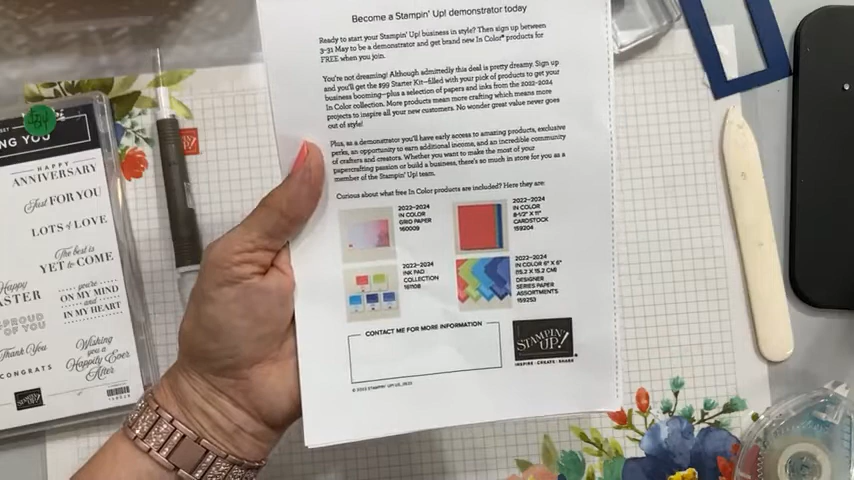 Become a Stampin' Up! demonstrator today
Ready to start your Stampin' Up! business in style? Then sign up between
3–31 May to be a demonstrator and get brand new In Color® products for
FREE when you join.
You're not dreaming! Although admittedly this deal is pretty dreamy. Sign up
and you'll get the $99 Starter Kit—filled with your pick of products to get your
business booming—plus a selection of papers and inks from the 2022–2024
In Color collection. More products mean more crafting which means more
projects to inspire all your new customers. No wonder great value never goes
out of style!
Plus, as a demonstrator you'll have early access to amazing products, exclusive
perks, an opportunity to earn additional income, and an incredible community
of crafters and creators. Whether you want to make the most of your
papercrafting passion or build a business, there's so much in store for you as a
member of the Stampin' Up! team.
Curious about what free In Color products are included? Here they are:
2022–2024
IN COLOR
GRID PAPER
160009
2022–2024
IN COLOR
8-1/2" X 11"
CARDSTOCK
159204
2022–2024
INK PAD
COLLECTION
161108
2022–2024
IN COLOR 6" X 6"
(15.2 X 15.2 CM)
DESIGNER
SERIES PAPER
ASSORTMENTS
159253
CONTACT ME FOR MORE INFORMATION
STAMPIN' UP!
INSPIRE • CREATE • SHARE
© 2022 STAMPIN' UP!
NG YOU
HAPPY
ANNIVERSARY
Just FOR YOU
LOTS of LOVE
The best is
YET to COME
Happy
ASTER
you're
ON MY MIND
and IN MY HEART
PROUD OF
YOU
Thank You
Wishing
you a
Happily Ever
After
CONGRATS
STAMPIN' UP!